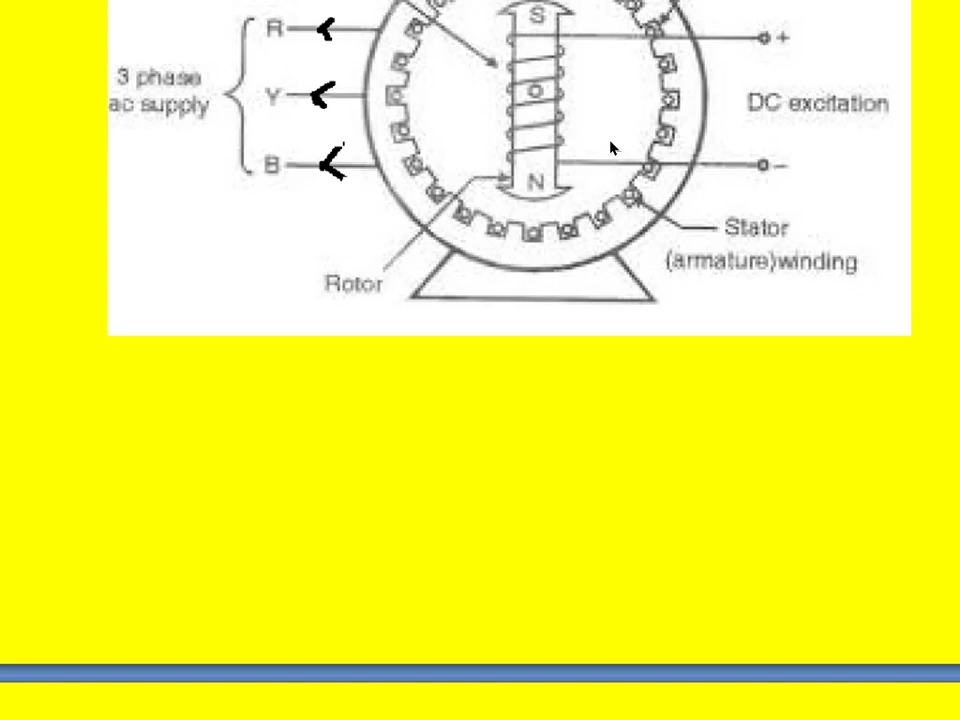 S
R
+
3 phase
ac supply
Y
O
DC excitation
B
-
N
Stator
(armature)winding
Rotor